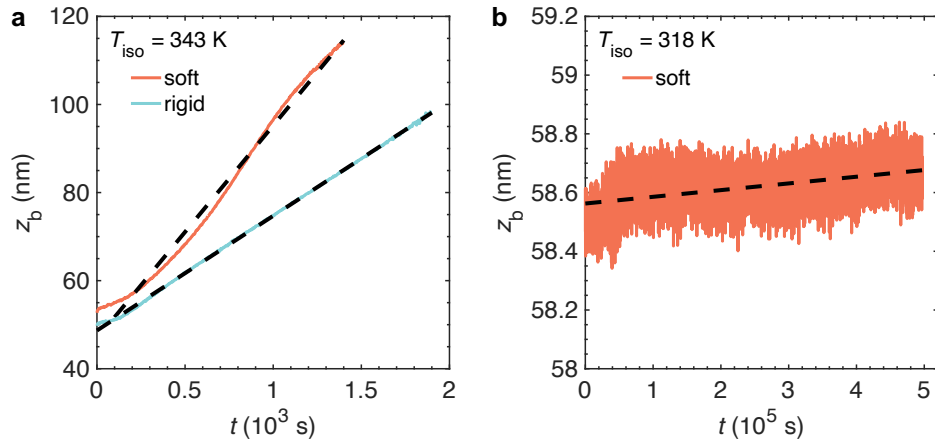 a
T_iso = 343 K
soft
rigid
120
100
80
60
40
z_b (nm)
0
0.5
1
1.5
2
t (10^3 s)
b
T_iso = 318 K
soft
59.2
59
58.8
58.6
58.4
58.2
58
z_b (nm)
0
1
2
3
4
5
t (10^5 s)